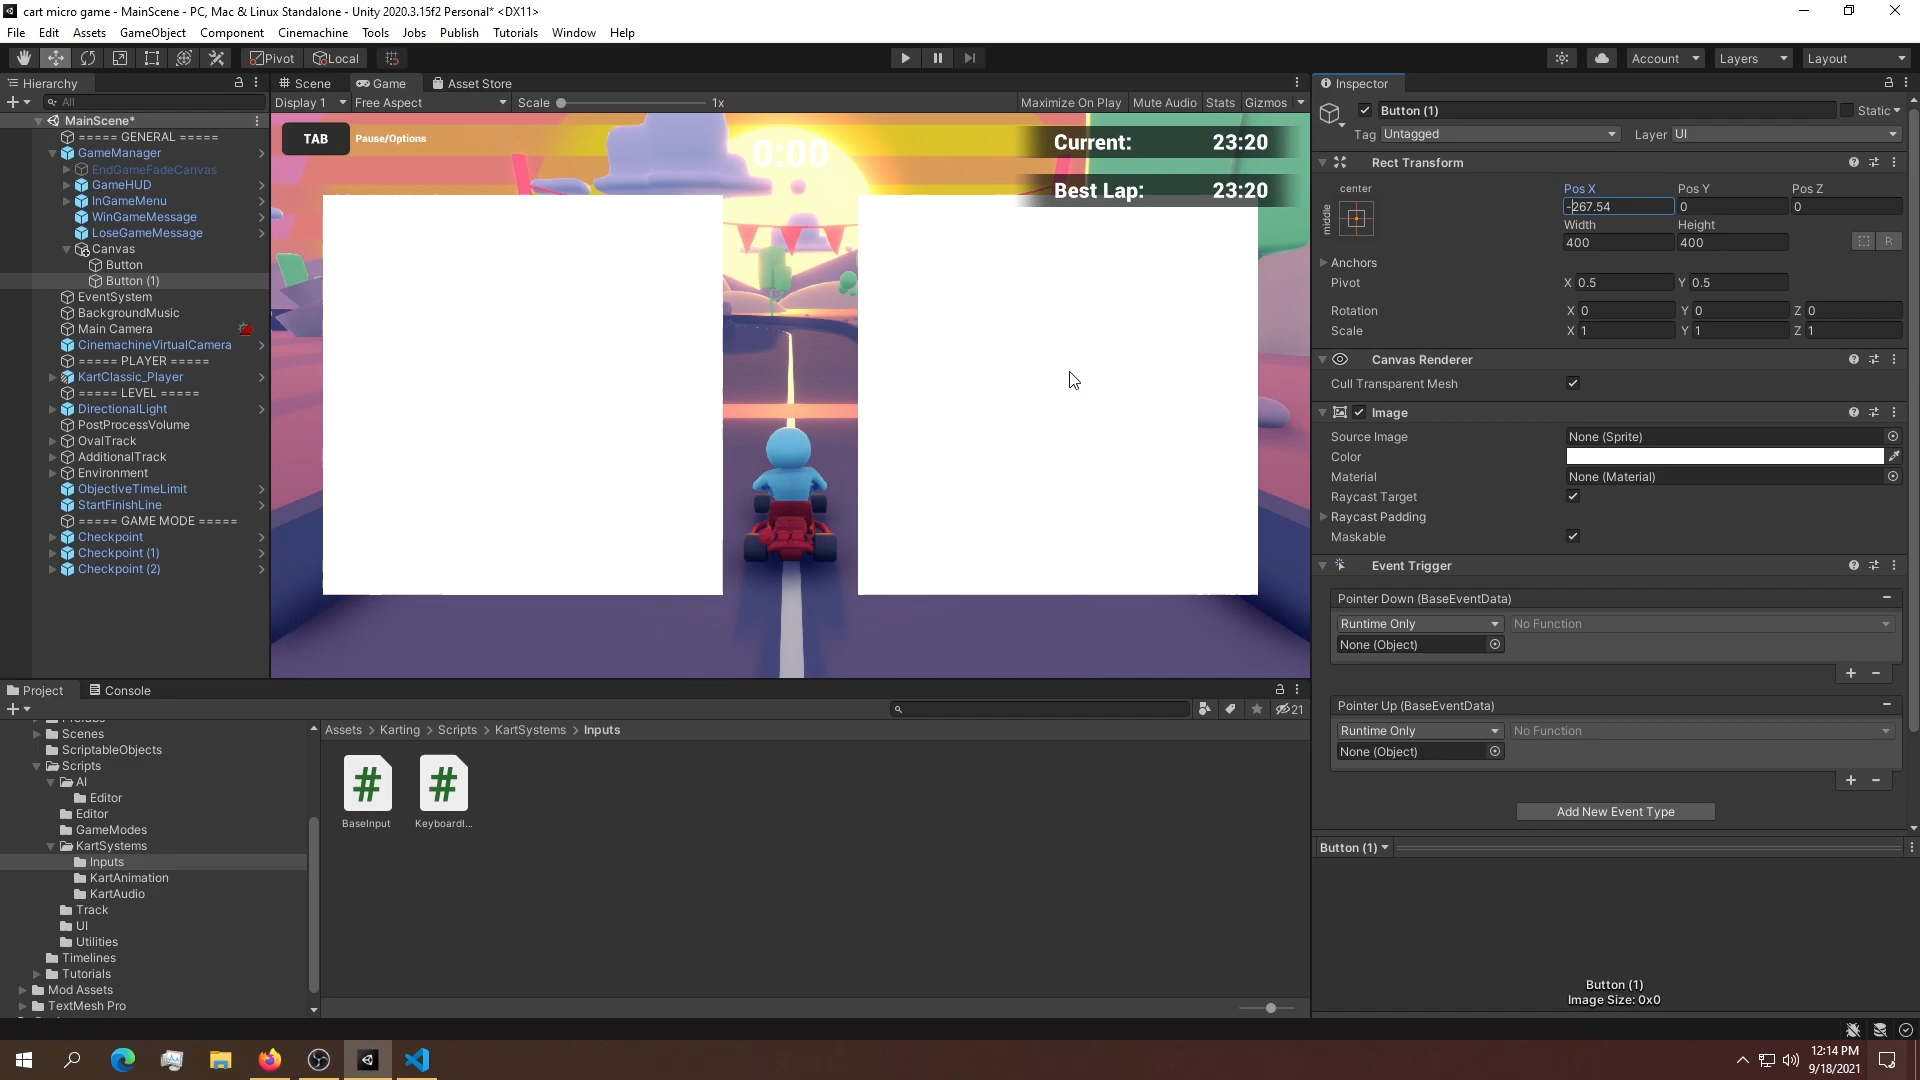 cart micro game - MainScene - PC, Mac & Linux Standalone - Unity 2020.3.15f2 Personal* <DX11>
File Edit Assets GameObject Component Cinemachine Tools Jobs Publish Tutorials Window Help
Pivot Local Account Layers Layout
Hierarchy
All
MainScene*
===== GENERAL =====
GameManager
EndGameFadeCanvas
GameHUD
InGameMenu
WinGameMessage
LoseGameMessage
Canvas
Button
Button (1)
EventSystem
BackgroundMusic
Main Camera
CinemachineVirtualCamera
===== PLAYER =====
KartClassic_Player
===== LEVEL =====
DirectionalLight
PostProcessVolume
OvalTrack
AdditionalTrack
Environment
ObjectiveTimeLimit
StartFinishLine
===== GAME MODE =====
Checkpoint
Checkpoint (1)
Checkpoint (2)
Scene Game Asset Store
Display 1 Free Aspect Scale 1x Maximize On Play Mute Audio Stats Gizmos
TAB Pause/Options
0:00
Current: 23:20
Best Lap: 23:20
Inspector
Button (1) Static
Tag Untagged Layer UI
Rect Transform
center
middle
Pos X Pos Y Pos Z
-267.54 0 0
Width Height
400 400
R
Anchors
Pivot X 0.5 Y 0.5
Rotation X 0 Y 0 Z 0
Scale X 1 Y 1 Z 1
Canvas Renderer
Cull Transparent Mesh
Image
Source Image None (Sprite)
Color
Material None (Material)
Raycast Target
Raycast Padding
Maskable
Event Trigger
Pointer Down (BaseEventData)
Runtime Only No Function
None (Object)
Pointer Up (BaseEventData)
Runtime Only No Function
None (Object)
Add New Event Type
Button (1)
Button (1)
Image Size: 0x0
Project Console
21
Scenes
ScriptableObjects
Scripts
AI
Editor
Editor
GameModes
KartSystems
Inputs
KartAnimation
KartAudio
Track
UI
Utilities
Timelines
Tutorials
Mod Assets
TextMesh Pro
Assets > Karting > Scripts > KartSystems > Inputs
BaseInput KeyboardI...
12:14 PM
9/18/2021